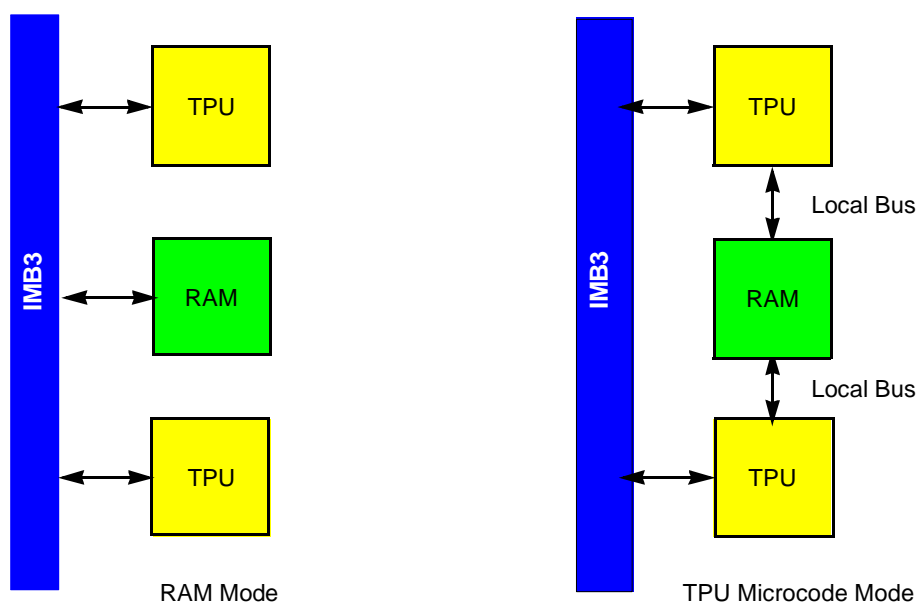 TPU
IMB3
RAM
TPU
RAM Mode
TPU
Local Bus
IMB3
RAM
Local Bus
TPU
TPU Microcode Mode